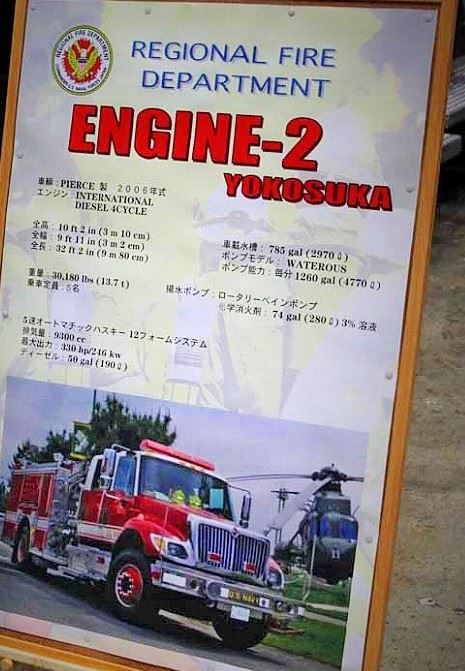 REGIONAL FIRE DEPARTMENT
REGIONAL FIRE
DEPARTMENT
ENGINE-2
YOKOSUKA
車輌：PIERCE 製 2006年式
エンジン：INTERNATIONAL
DIESEL 4CYCLE
全高：10 ft 2 in (3 m 10 cm)
全幅：9 ft 11 in (3 m 2 cm)
全長：32 ft 2 in (9 m 80 cm)
車載水槽：785 gal (2970ℓ)
ポンプモデル：WATEROUS
ポンプ能力：毎分 1260 gal (4770ℓ)
重量：30,180 lbs (13.7 t)
乗車定員：5名
揚水ポンプ：ロータリーベインポンプ
化学消火剤：74 gal (280ℓ) 3% 溶液
5速オートマチックハスキー 12フォームシステム
排気量：9300 cc
最大出力：330 hp/246 kw
ディーゼル：50 gal (190ℓ)
U.S. NAVY